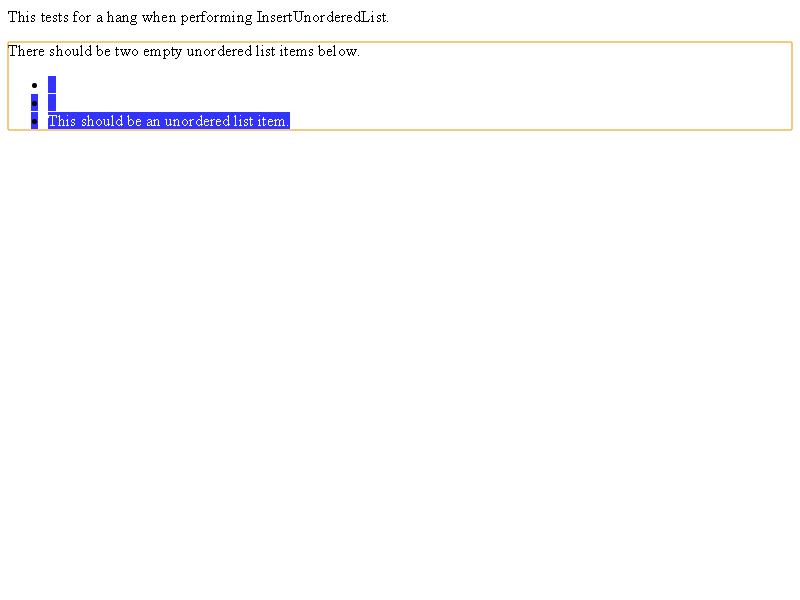 This tests for a hang when performing InsertUnorderedList.
There should be two empty unordered list items below.
This should be an unordered list item.